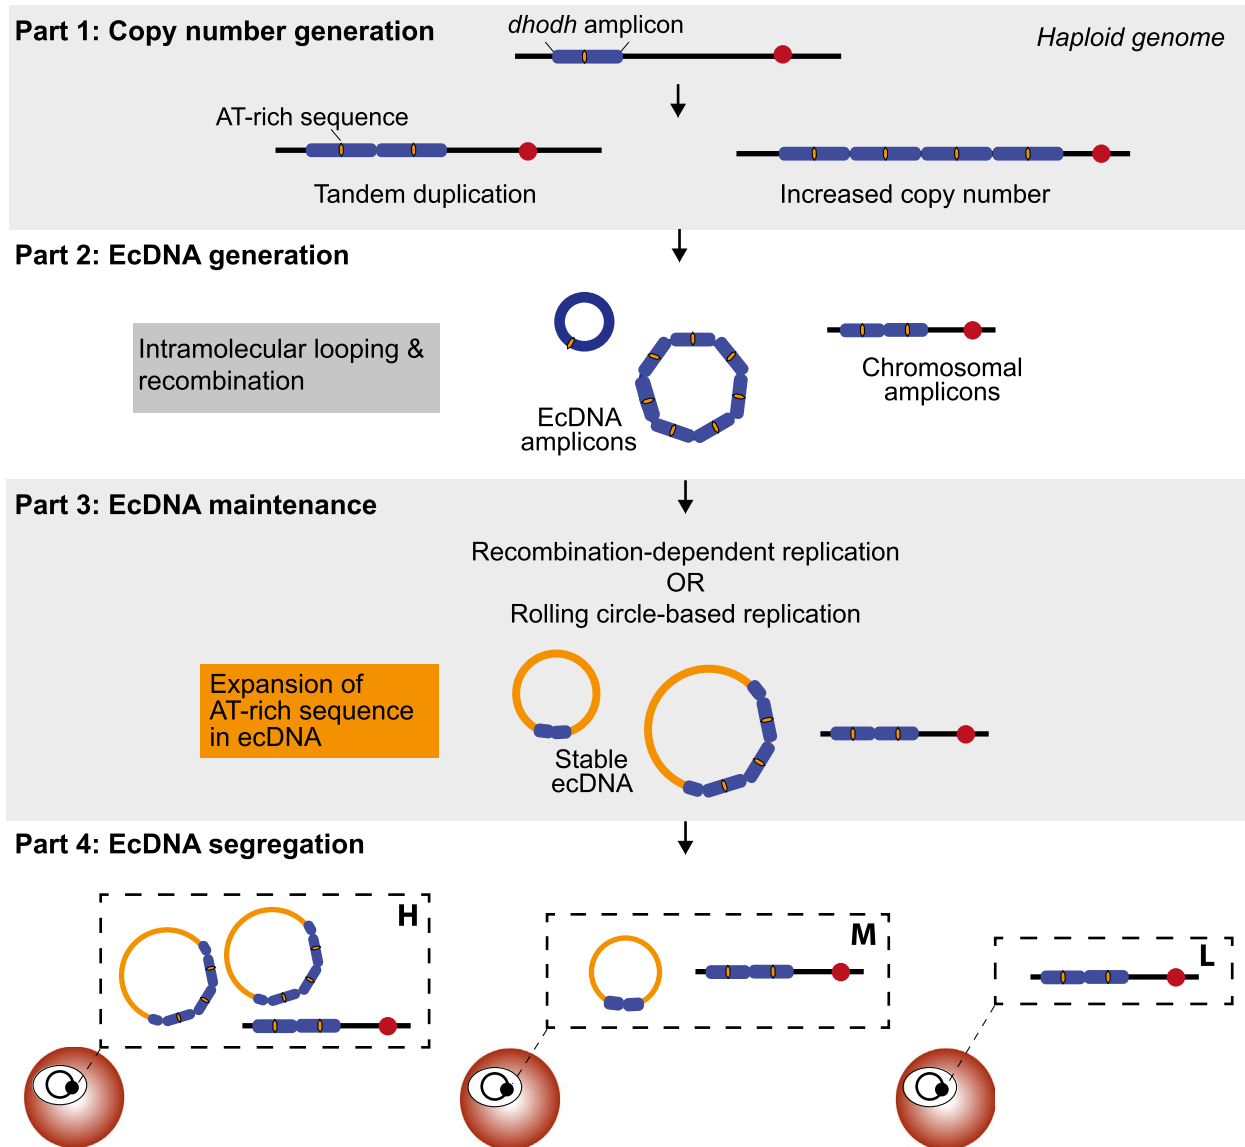 Part 1: Copy number generation
dhodh amplicon
Haploid genome
AT-rich sequence
Tandem duplication
Increased copy number
Part 2: EcDNA generation
Intramolecular looping &
recombination
EcDNA
amplicons
Chromosomal
amplicons
Part 3: EcDNA maintenance
Recombination-dependent replication
OR
Rolling circle-based replication
Expansion of
AT-rich sequence
in ecDNA
Stable
ecDNA
Part 4: EcDNA segregation
H
M
L